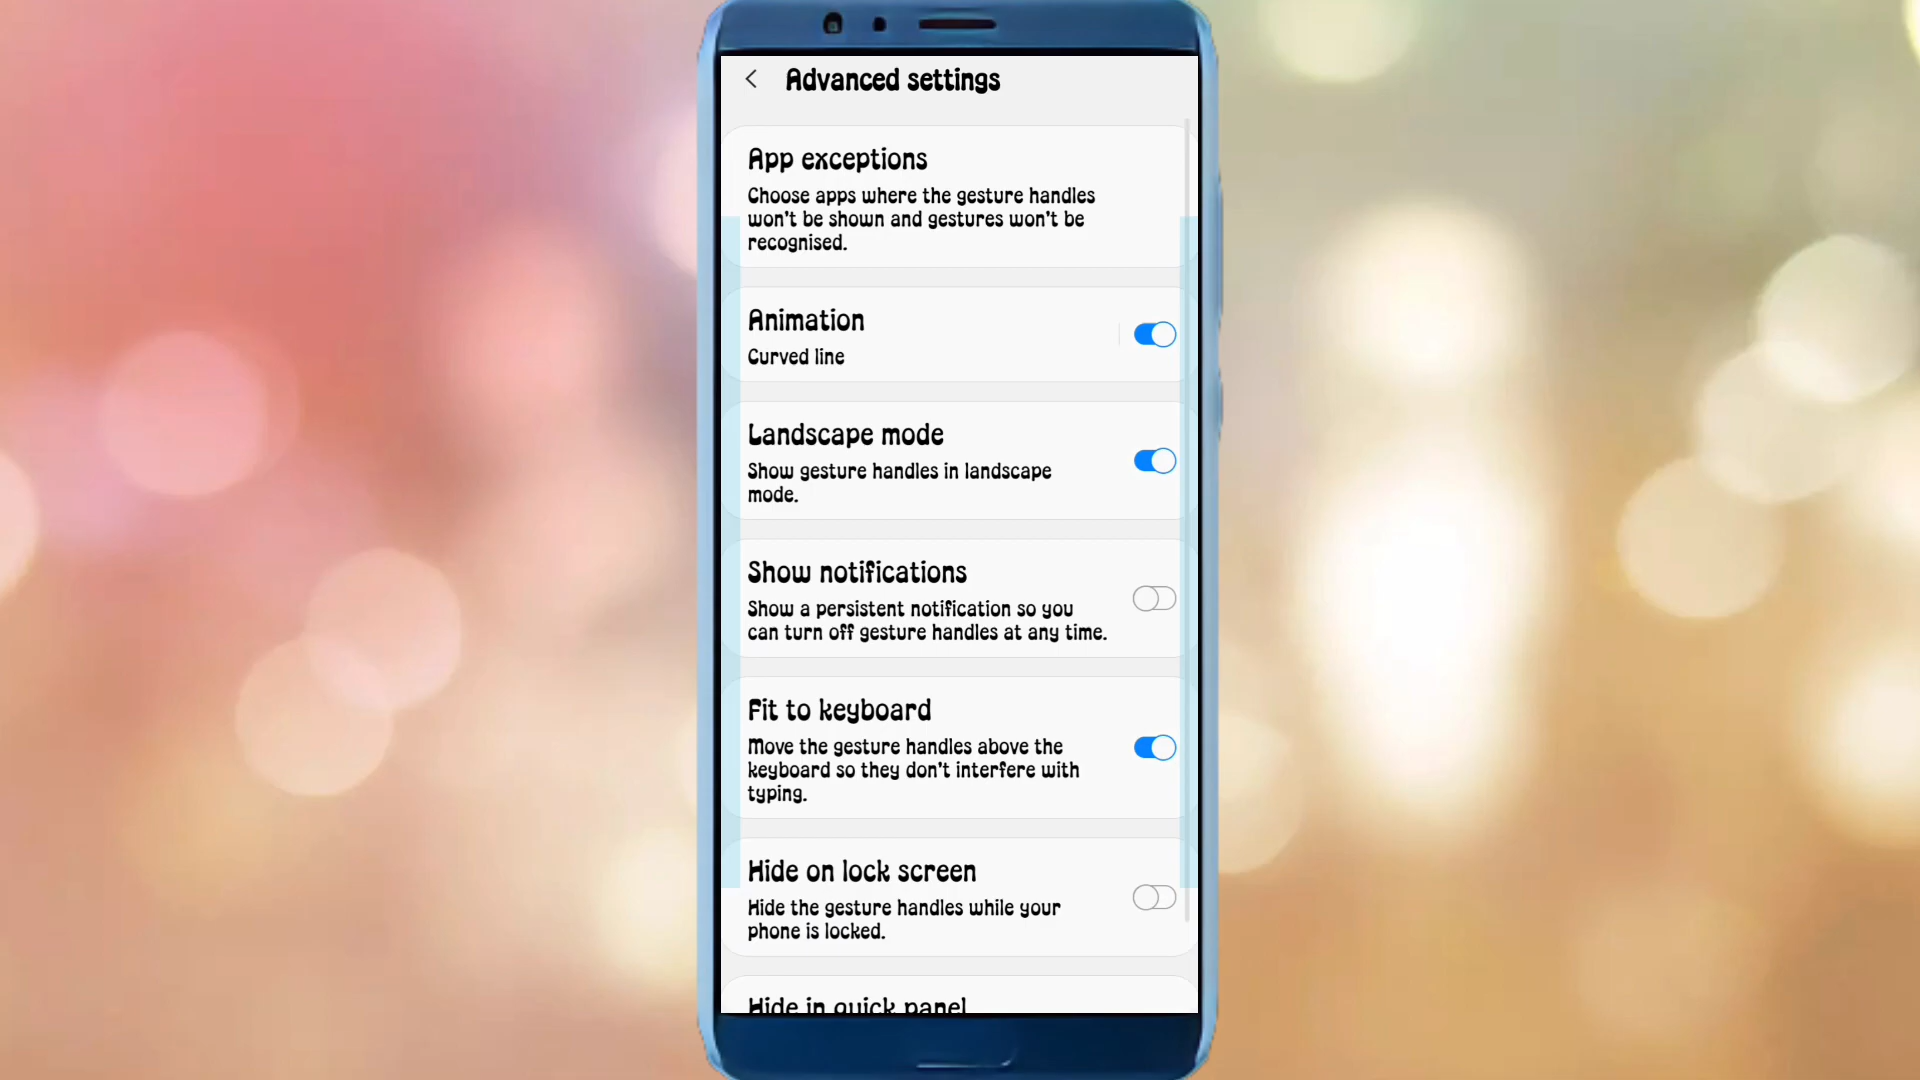 Advanced settings
App exceptions
Choose apps where the gesture handles
won't be shown and gestures won't be
recognised.
Animation
Curved line
Landscape mode
Show gesture handles in landscape
mode.
Show notifications
Show a persistent notification so you
can turn off gesture handles at any time.
Fit to keyboard
Move the gesture handles above the
keyboard so they don't interfere with
typing.
Hide on lock screen
Hide the gesture handles while your
phone is locked.
Hide in quick panel